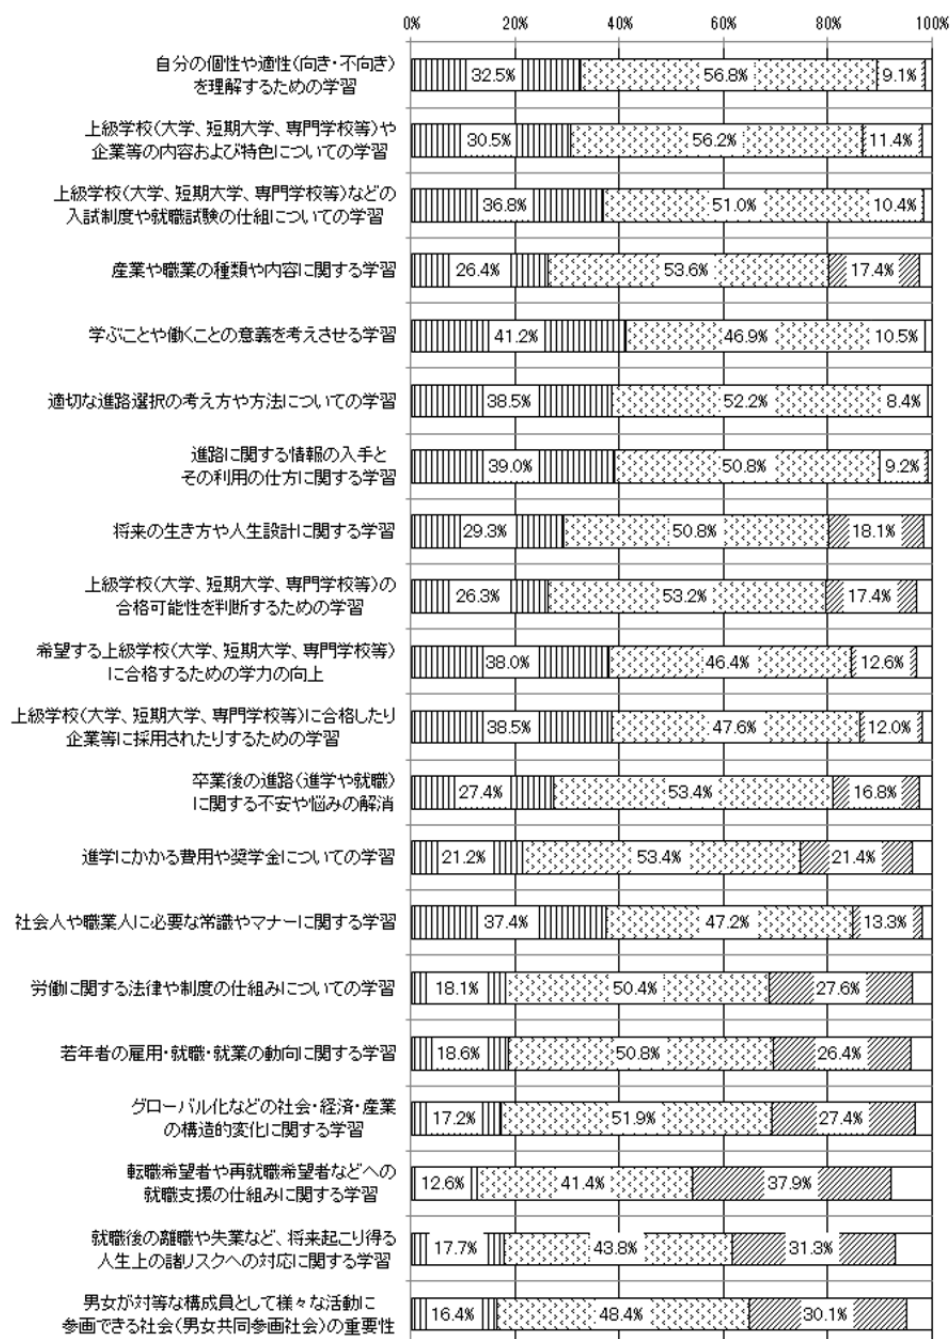 0% 20% 40% 60% 80% 100%
自分の個性や適性(向き・不向き)
を理解するための学習
32.5% 56.8% 9.1%
上級学校(大学、短期大学、専門学校等)や
企業等の内容および特色についての学習
30.5% 56.2% 11.4%
上級学校(大学、短期大学、専門学校等)などの
入試制度や就職試験の仕組についての学習
36.8% 51.0% 10.4%
産業や職業の種類や内容に関する学習
26.4% 53.6% 17.4%
学ぶことや働くことの意義を考えさせる学習
41.2% 46.9% 10.5%
適切な進路選択の考え方や方法についての学習
38.5% 52.2% 8.4%
進路に関する情報の入手と
その利用の仕方に関する学習
39.0% 50.8% 9.2%
将来の生き方や人生設計に関する学習
29.3% 50.8% 18.1%
上級学校(大学、短期大学、専門学校等)の
合格可能性を判断するための学習
26.3% 53.2% 17.4%
希望する上級学校(大学、短期大学、専門学校等)
に合格するための学力の向上
38.0% 46.4% 12.6%
上級学校(大学、短期大学、専門学校等)に合格したり
企業等に採用されたりするための学習
38.5% 47.6% 12.0%
卒業後の進路(進学や就職)
に関する不安や悩みの解消
27.4% 53.4% 16.8%
進学にかかる費用や奨学金についての学習
21.2% 53.4% 21.4%
社会人や職業人に必要な常識やマナーに関する学習
37.4% 47.2% 13.3%
労働に関する法律や制度の仕組みについての学習
18.1% 50.4% 27.6%
若年者の雇用・就職・就業の動向に関する学習
18.6% 50.8% 26.4%
グローバル化などの社会・経済・産業
の構造的変化に関する学習
17.2% 51.9% 27.4%
転職希望者や再就職希望者などへの
就職支援の仕組みに関する学習
12.6% 41.4% 37.9%
就職後の離職や失業など、将来起こり得る
人生上の諸リスクへの対応に関する学習
17.7% 43.8% 31.3%
男女が対等な構成員として様々な活動に
参画できる社会(男女共同参画社会)の重要性
16.4% 48.4% 30.1%